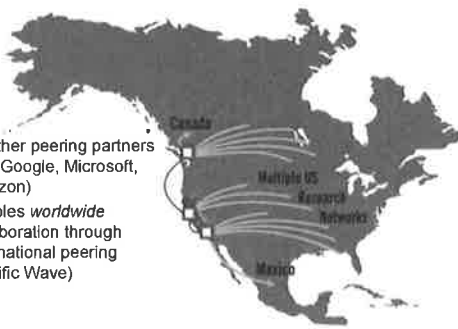 ther peering partners
Google, Microsoft,
zon)
bles worldwide
boration through
national peering
ific Wave)
Canada
Multiple US
Research
Networks
Mexico